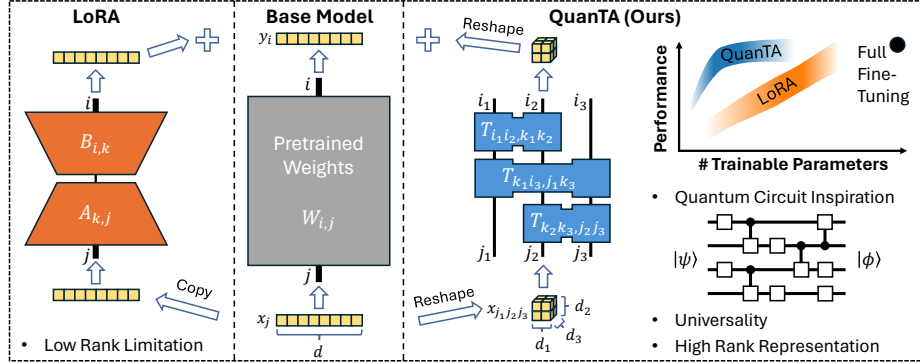 LoRA
i
B_{i,k}
A_{k,j}
j
Copy
• Low Rank Limitation
Base Model
y_i
i
Pretrained
Weights
W_{i,j}
j
x_j
d
QuanTA (Ours)
Reshape
i_1 i_2 i_3
T_{i_1 i_2, k_1 k_2}
T_{k_1 i_3, j_1 k_3}
T_{k_2 k_3, j_2 j_3}
j_1 j_2 j_3
Reshape
x_{j_1 j_2 j_3}
d_2
d_3
d_1
Performance
QuanTA
LoRA
Full
Fine-
Tuning
# Trainable Parameters
• Quantum Circuit Inspiration
|ψ⟩ |ϕ⟩
• Universality
• High Rank Representation